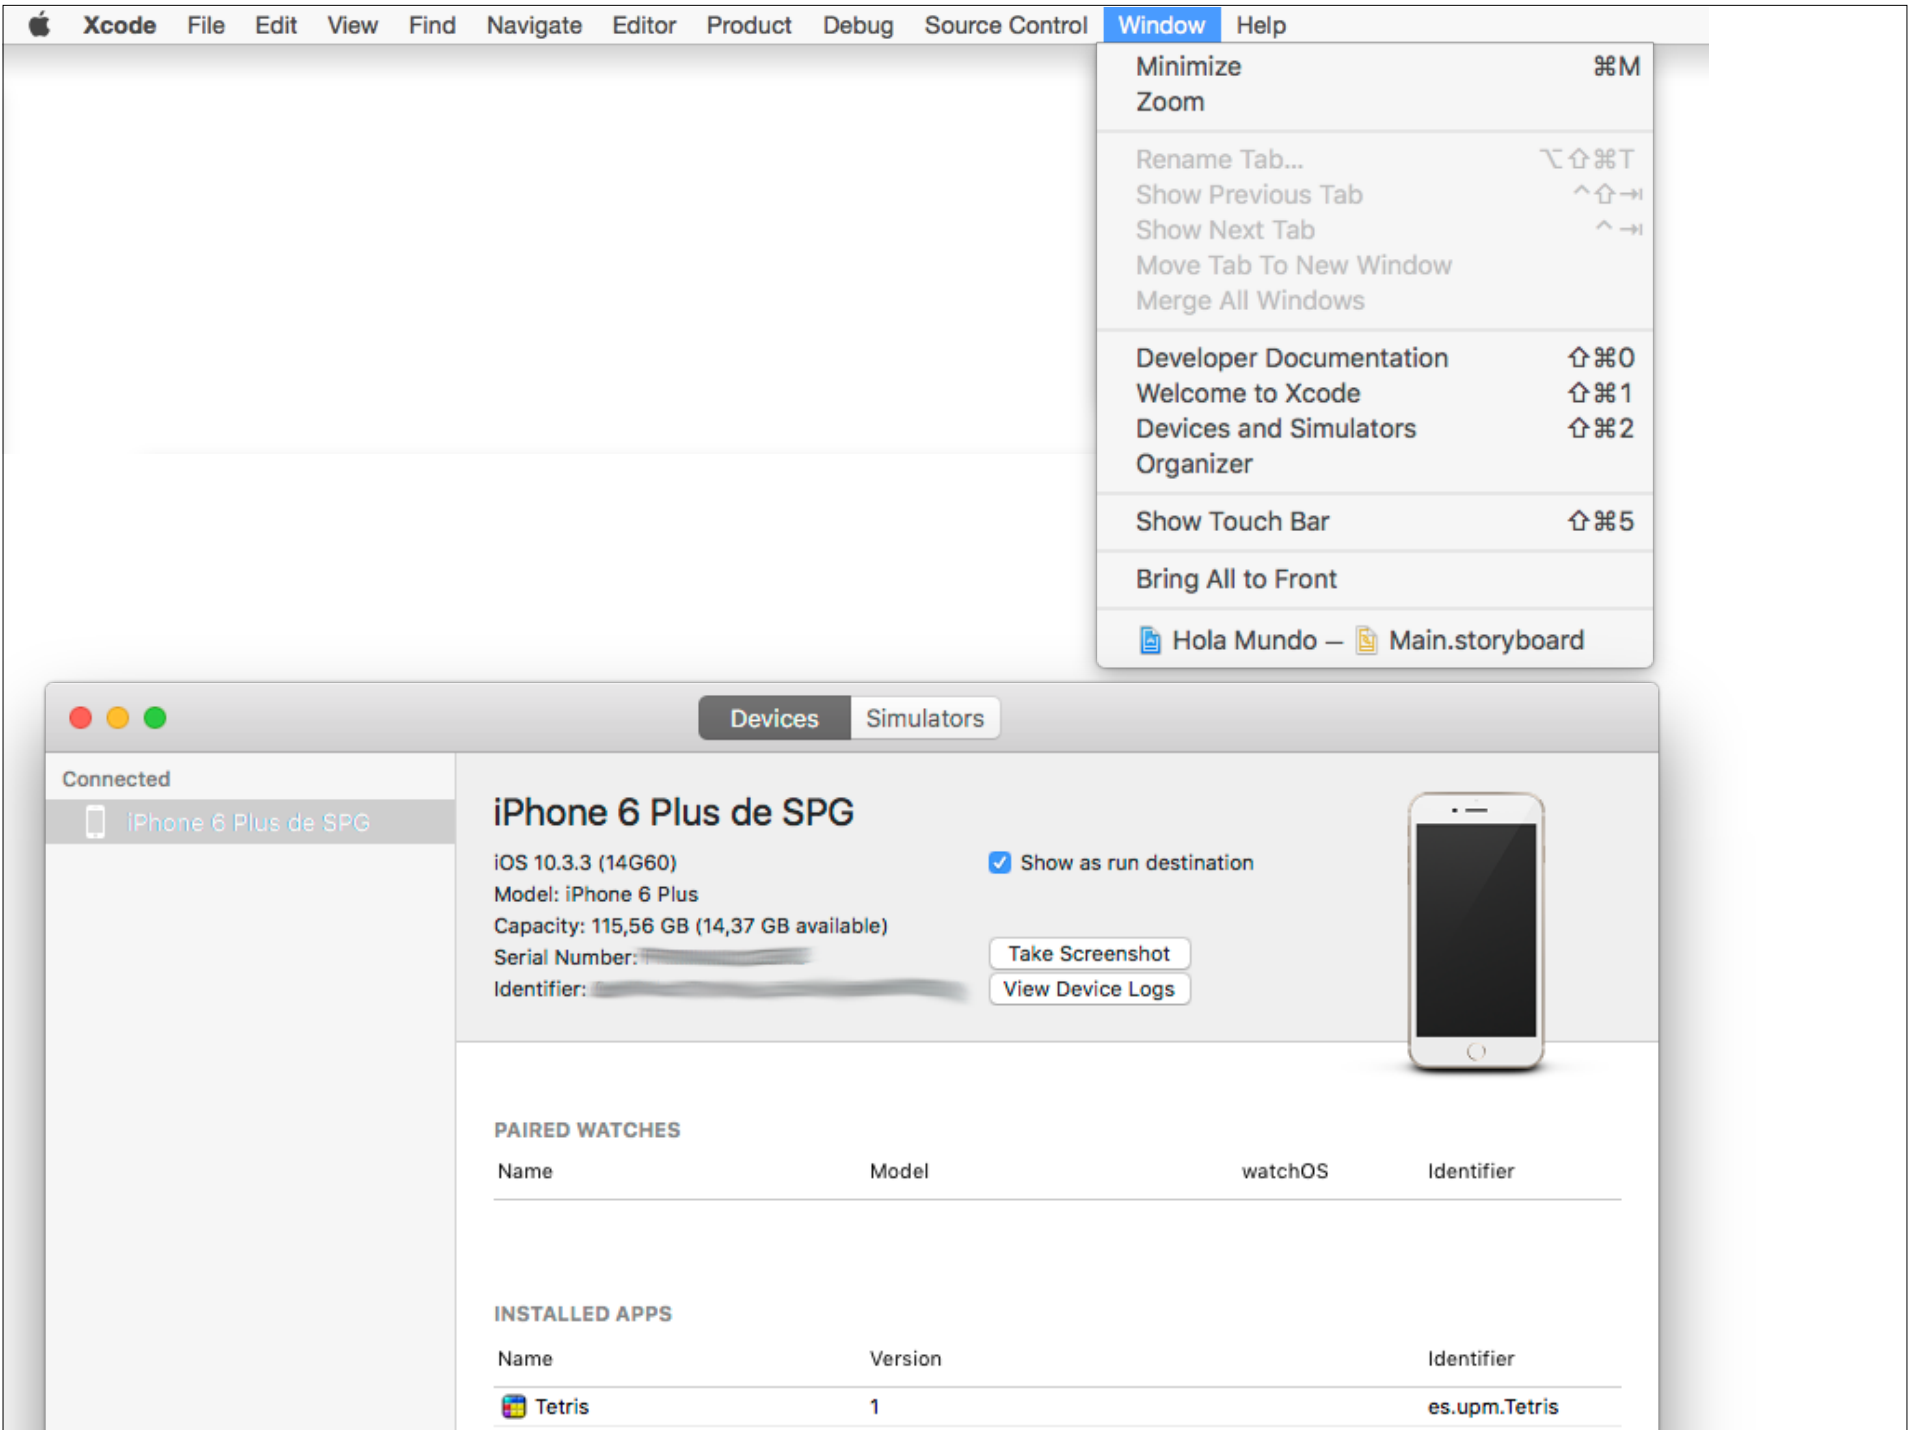 Xcode File Edit View Find Navigate Editor Product Debug Source Control Window Help
Minimize ⌘M
Zoom
Rename Tab... ⌥⇧⌘T
Show Previous Tab ^⇧⇥
Show Next Tab ^⇥
Move Tab To New Window
Merge All Windows
Developer Documentation ⇧⌘0
Welcome to Xcode ⇧⌘1
Devices and Simulators ⇧⌘2
Organizer
Show Touch Bar ⇧⌘5
Bring All to Front
Hola Mundo — Main.storyboard
Devices Simulators
Connected
iPhone 6 Plus de SPG
iPhone 6 Plus de SPG
iOS 10.3.3 (14G60)
Show as run destination
Model: iPhone 6 Plus
Capacity: 115,56 GB (14,37 GB available)
Serial Number:
Take Screenshot
Identifier:
View Device Logs
PAIRED WATCHES
Name Model watchOS Identifier
INSTALLED APPS
Name Version Identifier
Tetris 1 es.upm.Tetris